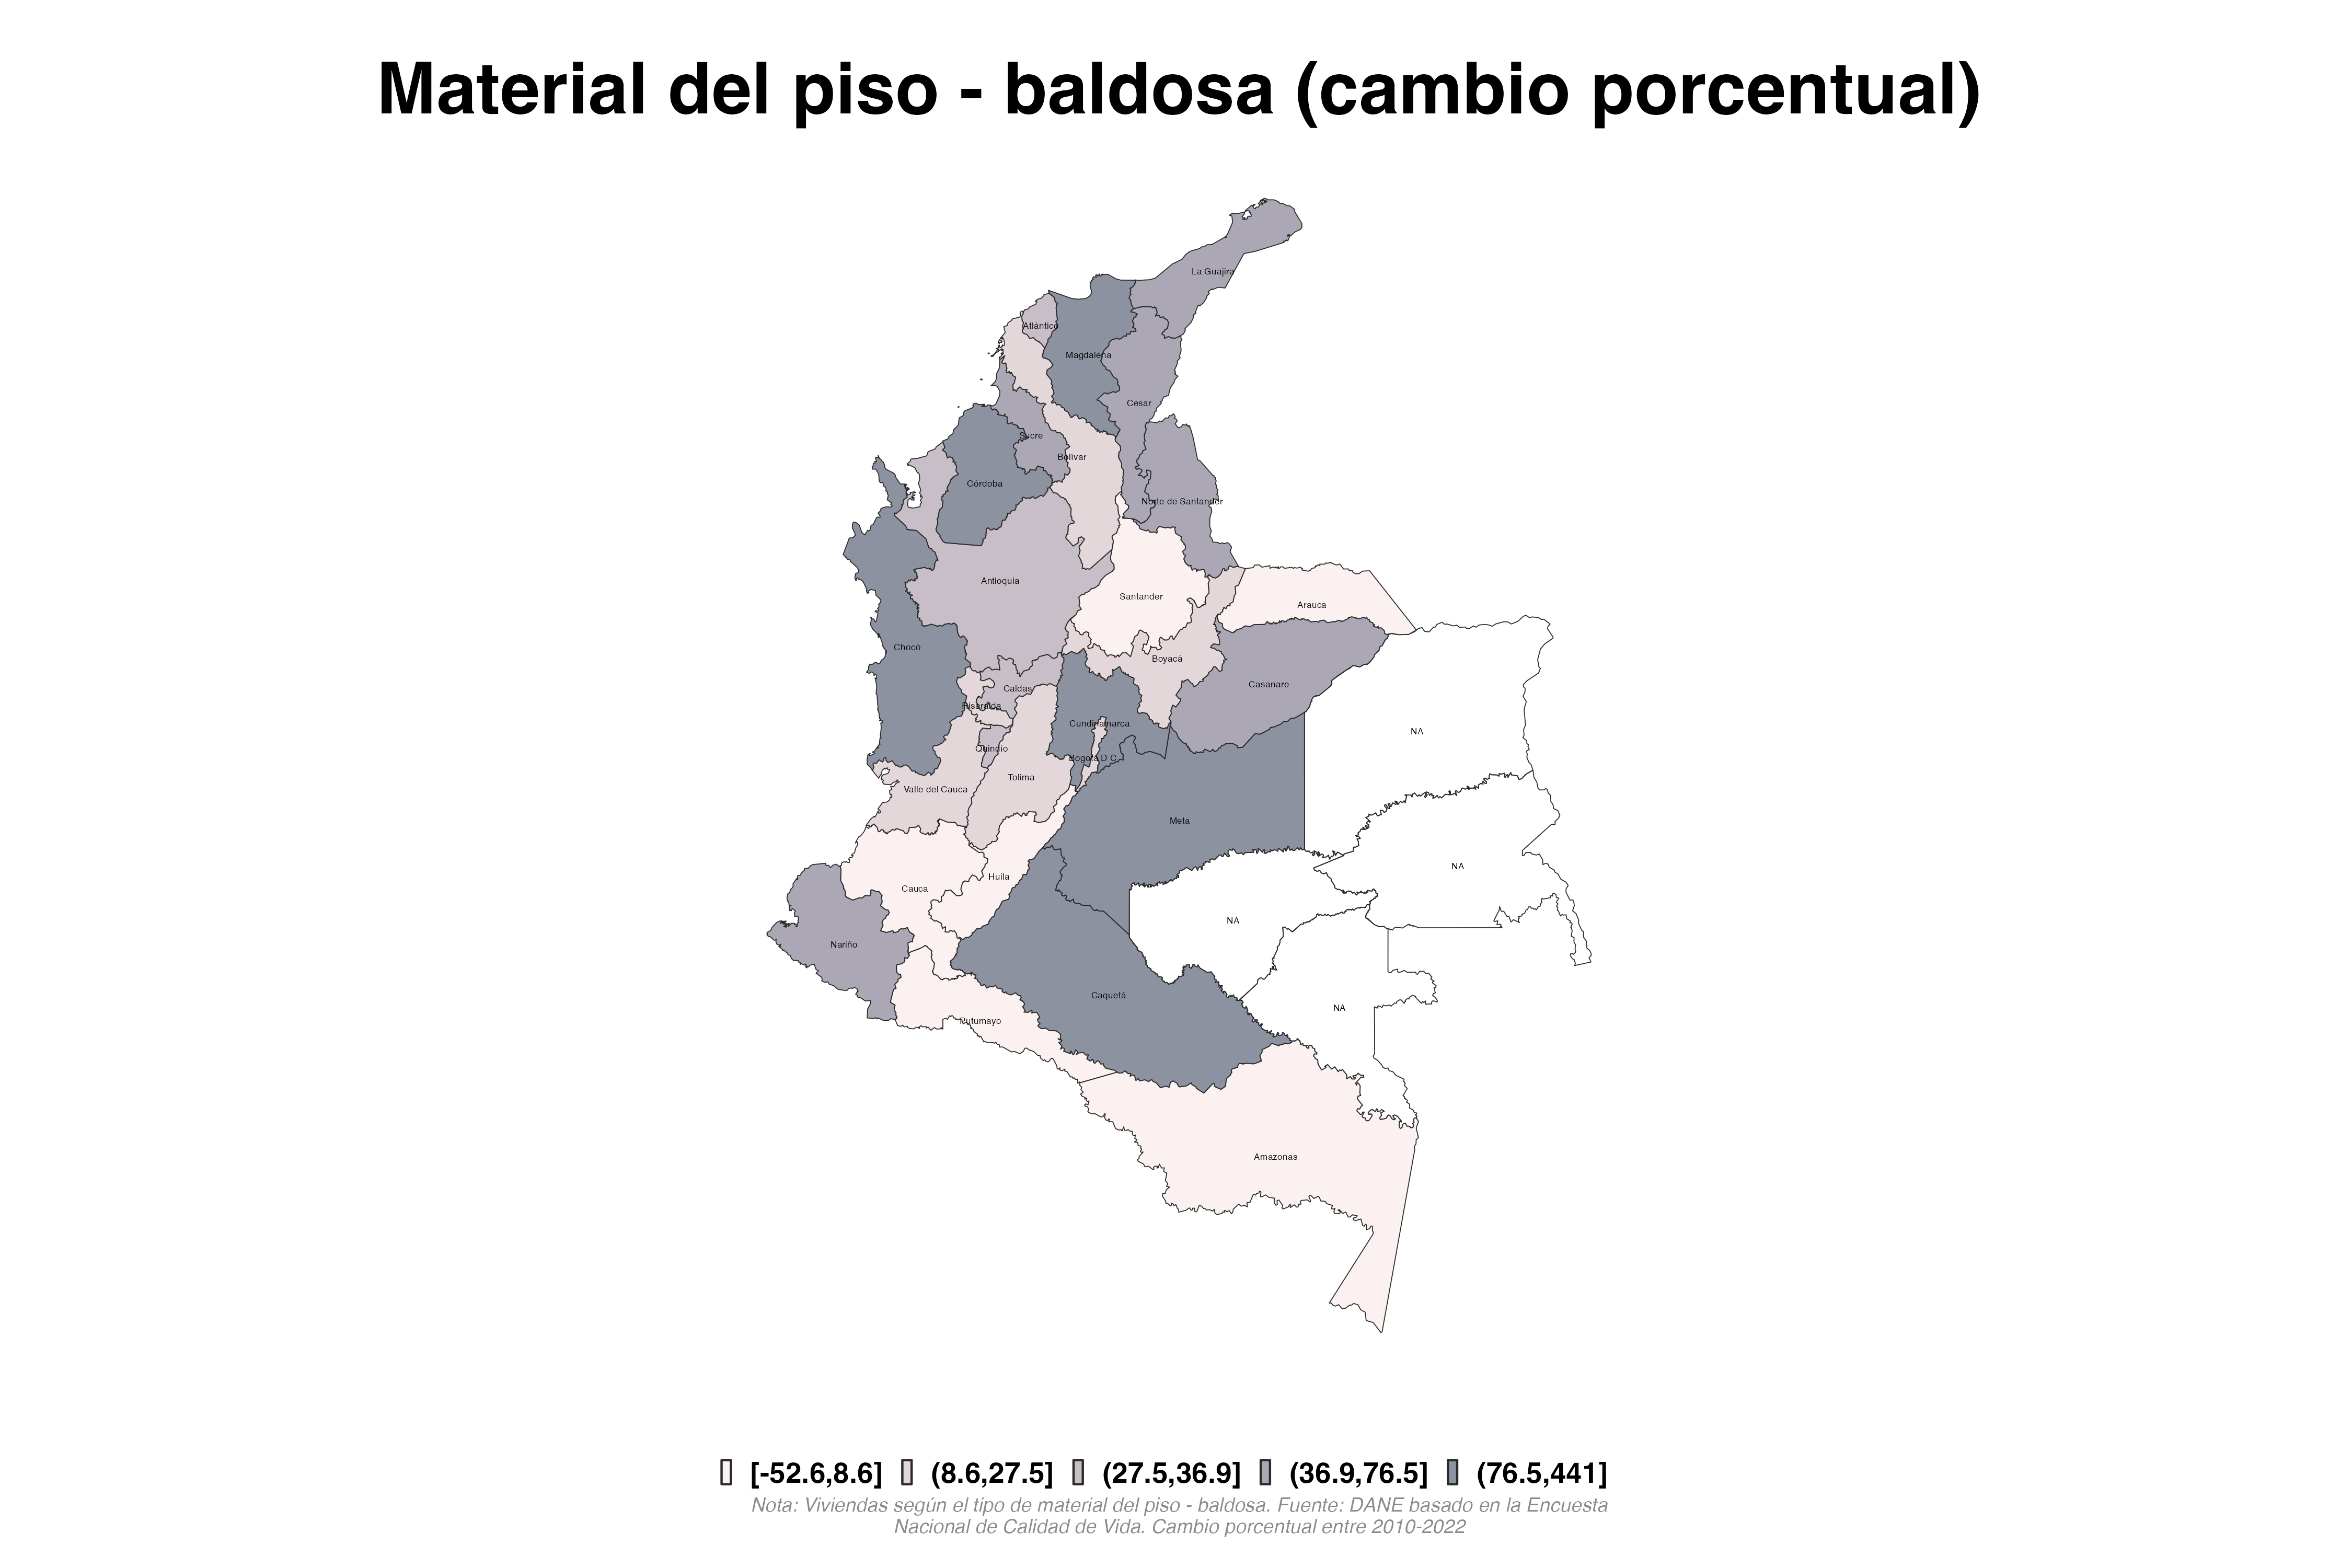 Material del piso - baldosa (cambio porcentual)
La Guajira
Atlántico
Magdalena
Cesar
Sucre
Bolívar
Córdoba
Norte de Santander
Antioquia
Santander
Arauca
Chocó
Boyacá
Caldas
Casanare
Risaralda
Cundinamarca
NA
Quindío
Bogotá D.C.
Tolima
Valle del Cauca
Meta
NA
Huila
Cauca
NA
Nariño
Caquetá
NA
Putumayo
Amazonas
[-52.6,8.6] (8.6,27.5] (27.5,36.9] (36.9,76.5] (76.5,441]
Nota: Viviendas según el tipo de material del piso - baldosa. Fuente: DANE basado en la Encuesta
Nacional de Calidad de Vida. Cambio porcentual entre 2010-2022